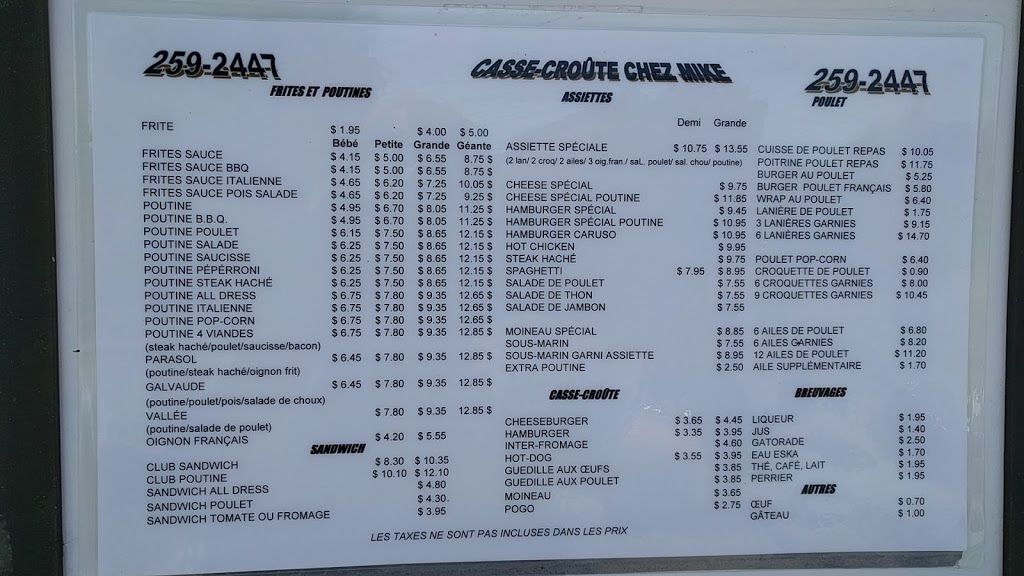 259-2447
CASSE-CROÛTE CHEZ MIKE
259-2447
FRITES ET POUTINES
FRITE $ 1.95 $ 4.00 $ 5.00
Bébé Petite Grande Géante
FRITES SAUCE $ 4.15 $ 5.00 $ 6.55 8.75 $
FRITES SAUCE BBQ $ 4.15 $ 5.00 $ 6.55 8.75 $
FRITES SAUCE ITALIENNE $ 4.65 $ 6.20 $ 7.25 10.05 $
FRITES SAUCE POIS SALADE $ 4.65 $ 6.20 $ 7.25 9.25 $
POUTINE $ 4.95 $ 6.70 $ 8.05 11.25 $
POUTINE B.B.Q. $ 4.95 $ 6.70 $ 8.05 11.25 $
POUTINE POULET $ 6.15 $ 7.50 $ 8.65 12.15 $
POUTINE SALADE $ 6.25 $ 7.50 $ 8.65 12.15 $
POUTINE SAUCISSE $ 6.25 $ 7.50 $ 8.65 12.15 $
POUTINE PÉPÉRRONI $ 6.25 $ 7.50 $ 8.65 12.15 $
POUTINE STEAK HACHÉ $ 6.25 $ 7.50 $ 8.65 12.15 $
POUTINE ALL DRESS $ 6.75 $ 7.80 $ 9.35 12.65 $
POUTINE ITALIENNE $ 6.75 $ 7.80 $ 9.35 12.65 $
POUTINE POP-CORN $ 6.75 $ 7.80 $ 9.35 12.65 $
POUTINE 4 VIANDES $ 6.75 $ 7.80 $ 9.35 12.85 $
(steak haché/poulet/saucisse/bacon)
PARASOL $ 6.45 $ 7.80 $ 9.35 12.85 $
(poutine/steak haché/oignon frit)
GALVAUDE $ 6.45 $ 7.80 $ 9.35 12.85 $
(poutine/poulet/pois/salade de choux)
VALLÉE $ 7.80 $ 9.35 12.85 $
(poutine/salade de poulet)
OIGNON FRANÇAIS $ 4.20 $ 5.55
SANDWICH
CLUB SANDWICH $ 8.30 $ 10.35
CLUB POUTINE $ 10.10 $ 12.10
SANDWICH ALL DRESS $ 4.80
SANDWICH POULET $ 4.30
SANDWICH TOMATE OU FROMAGE $ 3.95
ASSIETTES
Demi Grande
ASSIETTE SPÉCIALE $ 10.75 $ 13.55
(2 lan/ 2 croq/ 2 ailes/ 3 oig.fran./ sal. poulet/ sal. chou/ poutine)
CHEESE SPÉCIAL $ 9.75
CHEESE SPÉCIAL POUTINE $ 11.85
HAMBURGER SPÉCIAL $ 9.45
HAMBURGER SPÉCIAL POUTINE $ 10.95
HAMBURGER CARUSO $ 10.95
HOT CHICKEN $ 9.95
STEAK HACHÉ $ 9.75
SPAGHETTI $ 7.95 $ 8.95
SALADE DE POULET $ 7.55
SALADE DE THON $ 7.55
SALADE DE JAMBON $ 7.55
MOINEAU SPÉCIAL $ 8.85
SOUS-MARIN $ 7.55
SOUS-MARIN GARNI ASSIETTE $ 8.95
EXTRA POUTINE $ 2.50
CASSE-CROÛTE
CHEESEBURGER $ 3.65 $ 4.45
HAMBURGER $ 3.35 $ 3.95
INTER-FROMAGE $ 4.60
HOT-DOG $ 3.55 $ 3.95
GUEDILLE AUX ŒUFS $ 3.85
GUEDILLE AUX POULET $ 3.85
MOINEAU $ 3.65
POGO $ 2.75
POULET
CUISSE DE POULET REPAS $ 10.05
POITRINE POULET REPAS $ 11.75
BURGER AU POULET $ 5.25
BURGER POULET FRANÇAIS $ 5.80
WRAP AU POULET $ 6.40
LANIÈRE DE POULET $ 1.75
3 LANIÈRES GARNIES $ 9.15
6 LANIÈRES GARNIES $ 14.70
POULET POP-CORN $ 6.40
CROQUETTE DE POULET $ 0.90
6 CROQUETTES GARNIES $ 8.00
9 CROQUETTES GARNIES $ 10.45
6 AILES DE POULET $ 6.80
6 AILES GARNIES $ 8.20
12 AILES DE POULET $ 11.20
AILE SUPPLÉMENTAIRE $ 1.70
BREUVAGES
LIQUEUR $ 1.95
JUS $ 1.40
GATORADE $ 2.50
EAU ESKA $ 1.70
THÉ, CAFÉ, LAIT $ 1.95
PERRIER $ 1.95
AUTRES
ŒUF $ 0.70
GÂTEAU $ 1.00
LES TAXES NE SONT PAS INCLUSES DANS LES PRIX